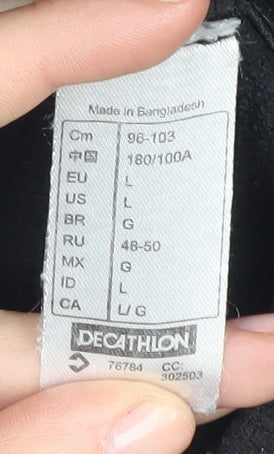 Made in Bangladesh
Cm 96-103
中国 180/100A
EU L
US L
BR G
RU 48-50
MX G
ID L
CA L/G
DECATHLON
76784 CC:
302503